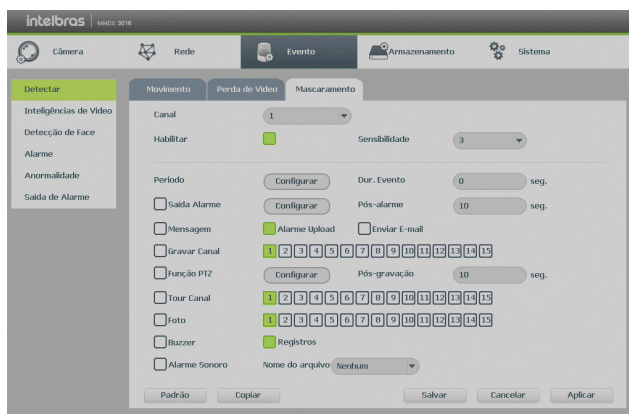 intelbras MHDX 3016
Câmera Rede Evento Armazenamento Sistema
Detectar
Inteligências de Vídeo
Detecção de Face
Alarme
Anormalidade
Saída de Alarme
Movimento Perda de Vídeo Mascaramento
Canal 1
Habilitar Sensibilidade 3
Período Configurar Dur. Evento 0 seg.
Saída Alarme Configurar Pós-alarme 10 seg.
Mensagem Alarme Upload Enviar E-mail
Gravar Canal 1 2 3 4 5 6 7 8 9 10 11 12 13 14 15
Função PTZ Configurar Pós-gravação 10 seg.
Tour Canal 1 2 3 4 5 6 7 8 9 10 11 12 13 14 15
Foto 1 2 3 4 5 6 7 8 9 10 11 12 13 14 15
Buzzer Registros
Alarme Sonoro Nome do arquivo Nenhum
Padrão Copiar Salvar Cancelar Aplicar